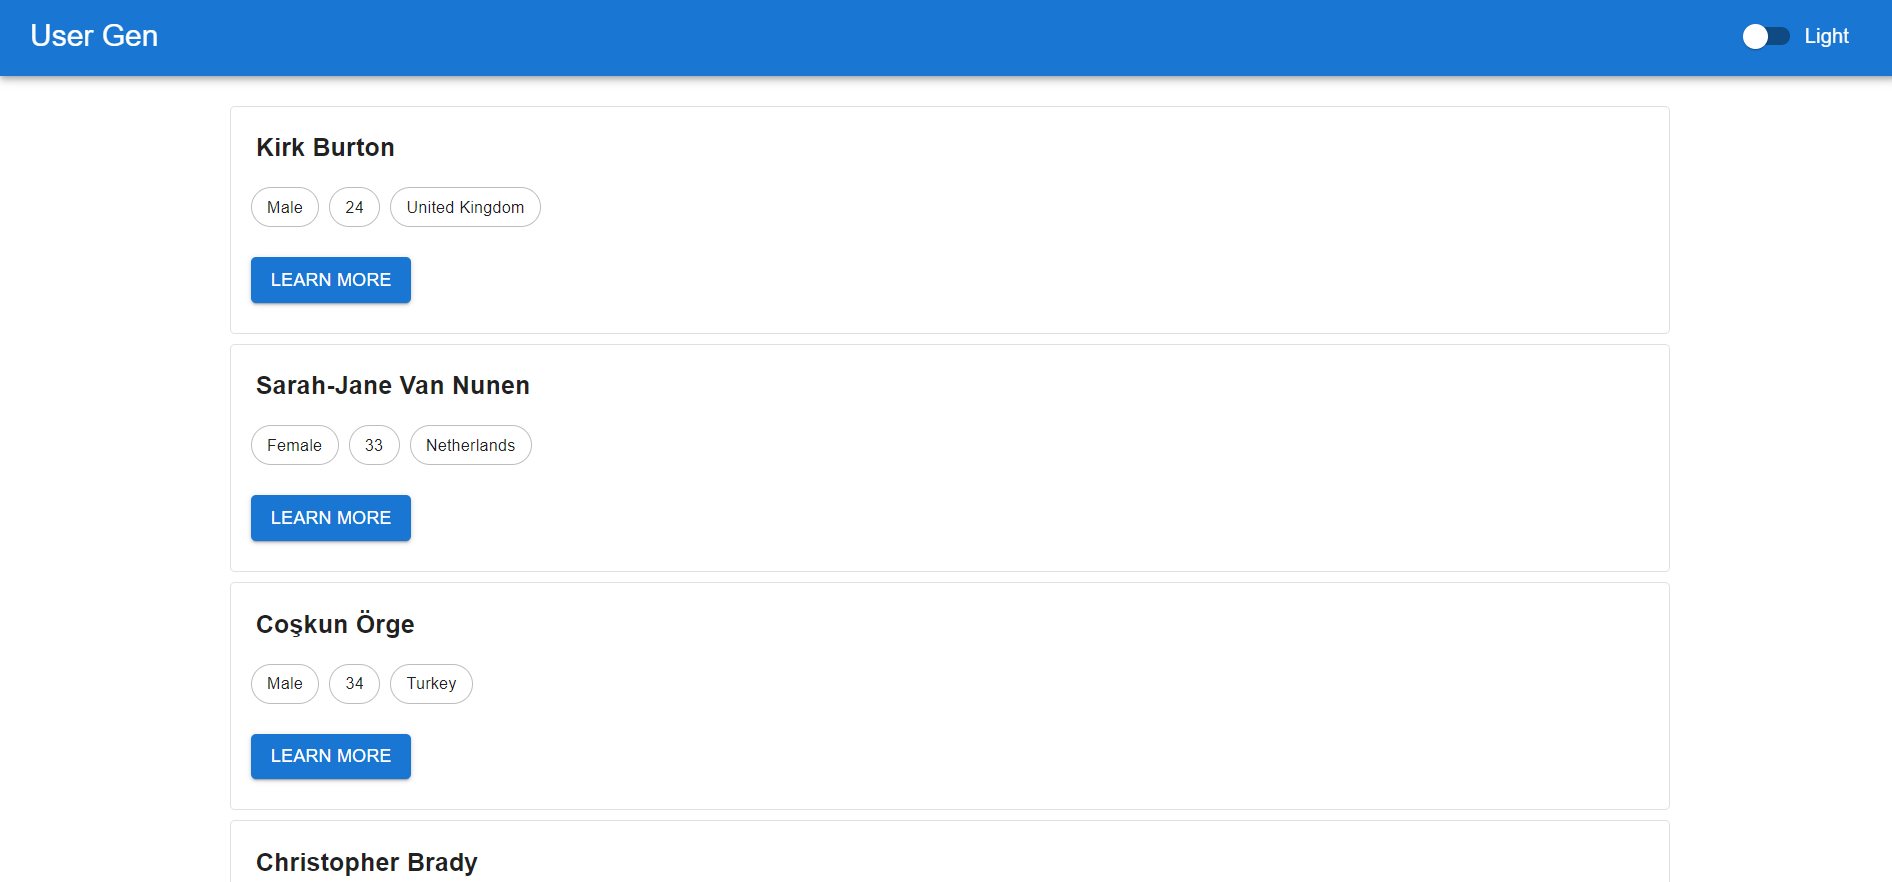 User Gen
Light
Kirk Burton
Male 24 United Kingdom
LEARN MORE
Sarah-Jane Van Nunen
Female 33 Netherlands
LEARN MORE
Coşkun Örge
Male 34 Turkey
LEARN MORE
Christopher Brady